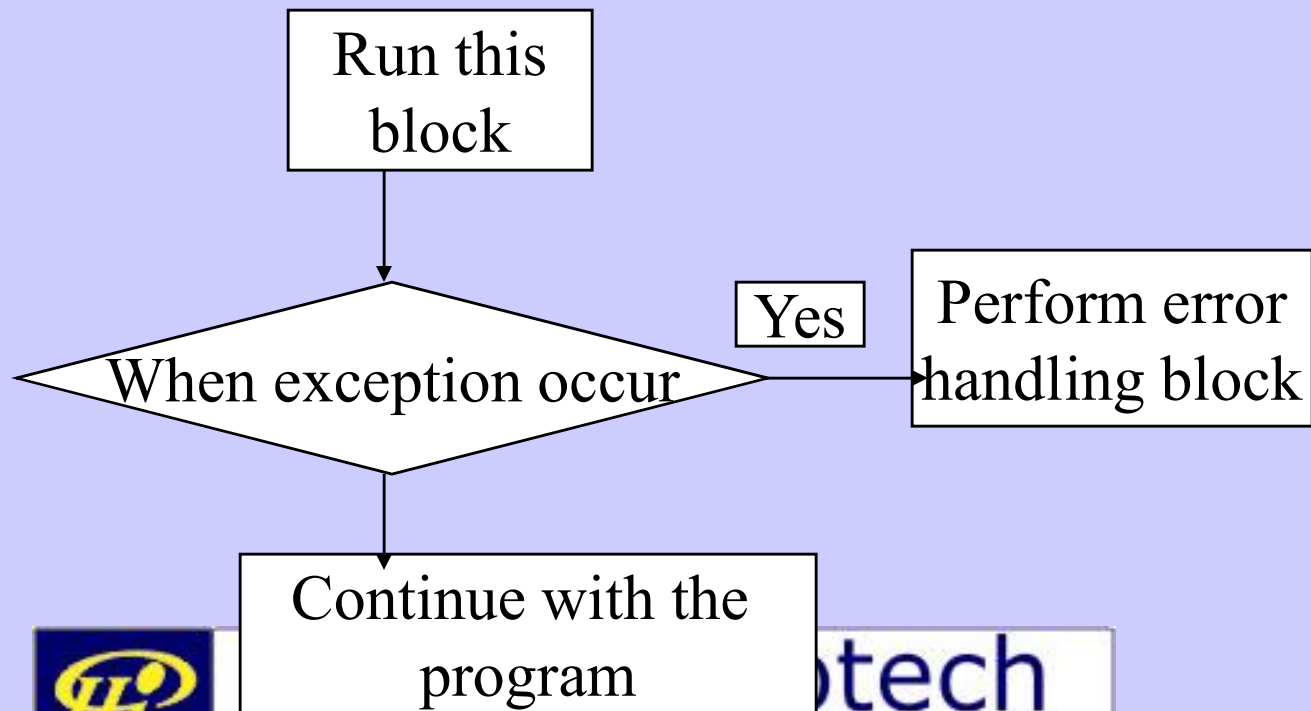 Run this
block
Yes
Perform error
handling block
When exception occur
Continue with the
program